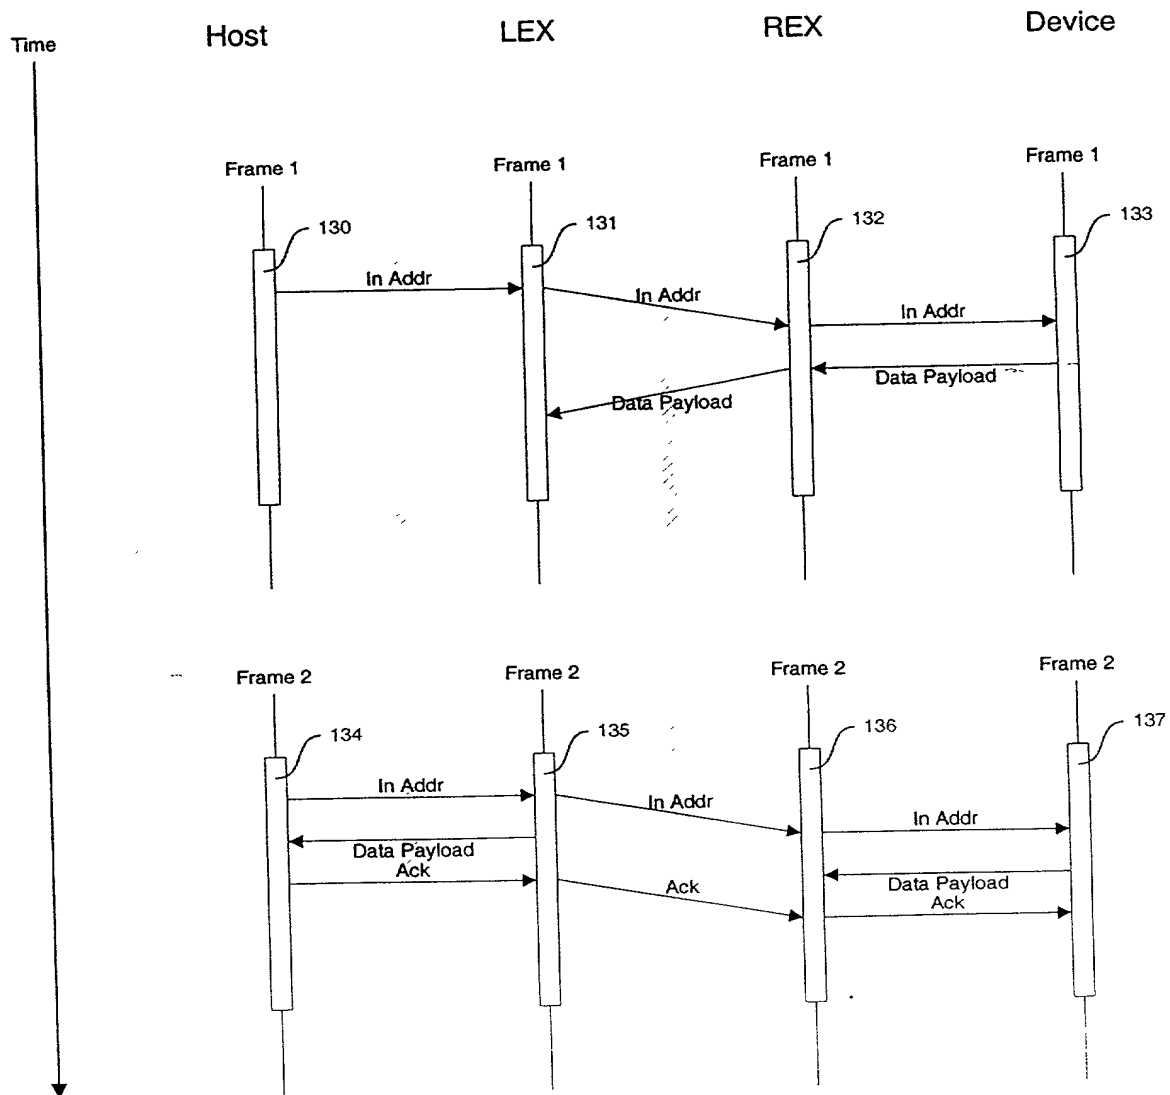 Time Host LEX REX Device
Frame 1 Frame 1 Frame 1 Frame 1
130 131 132 133
In Addr In Addr In Addr
Data Payload Data Payload
Frame 2 Frame 2 Frame 2 Frame 2
134 135 136 137
In Addr In Addr In Addr
Data Payload Data Payload
Ack Ack Ack